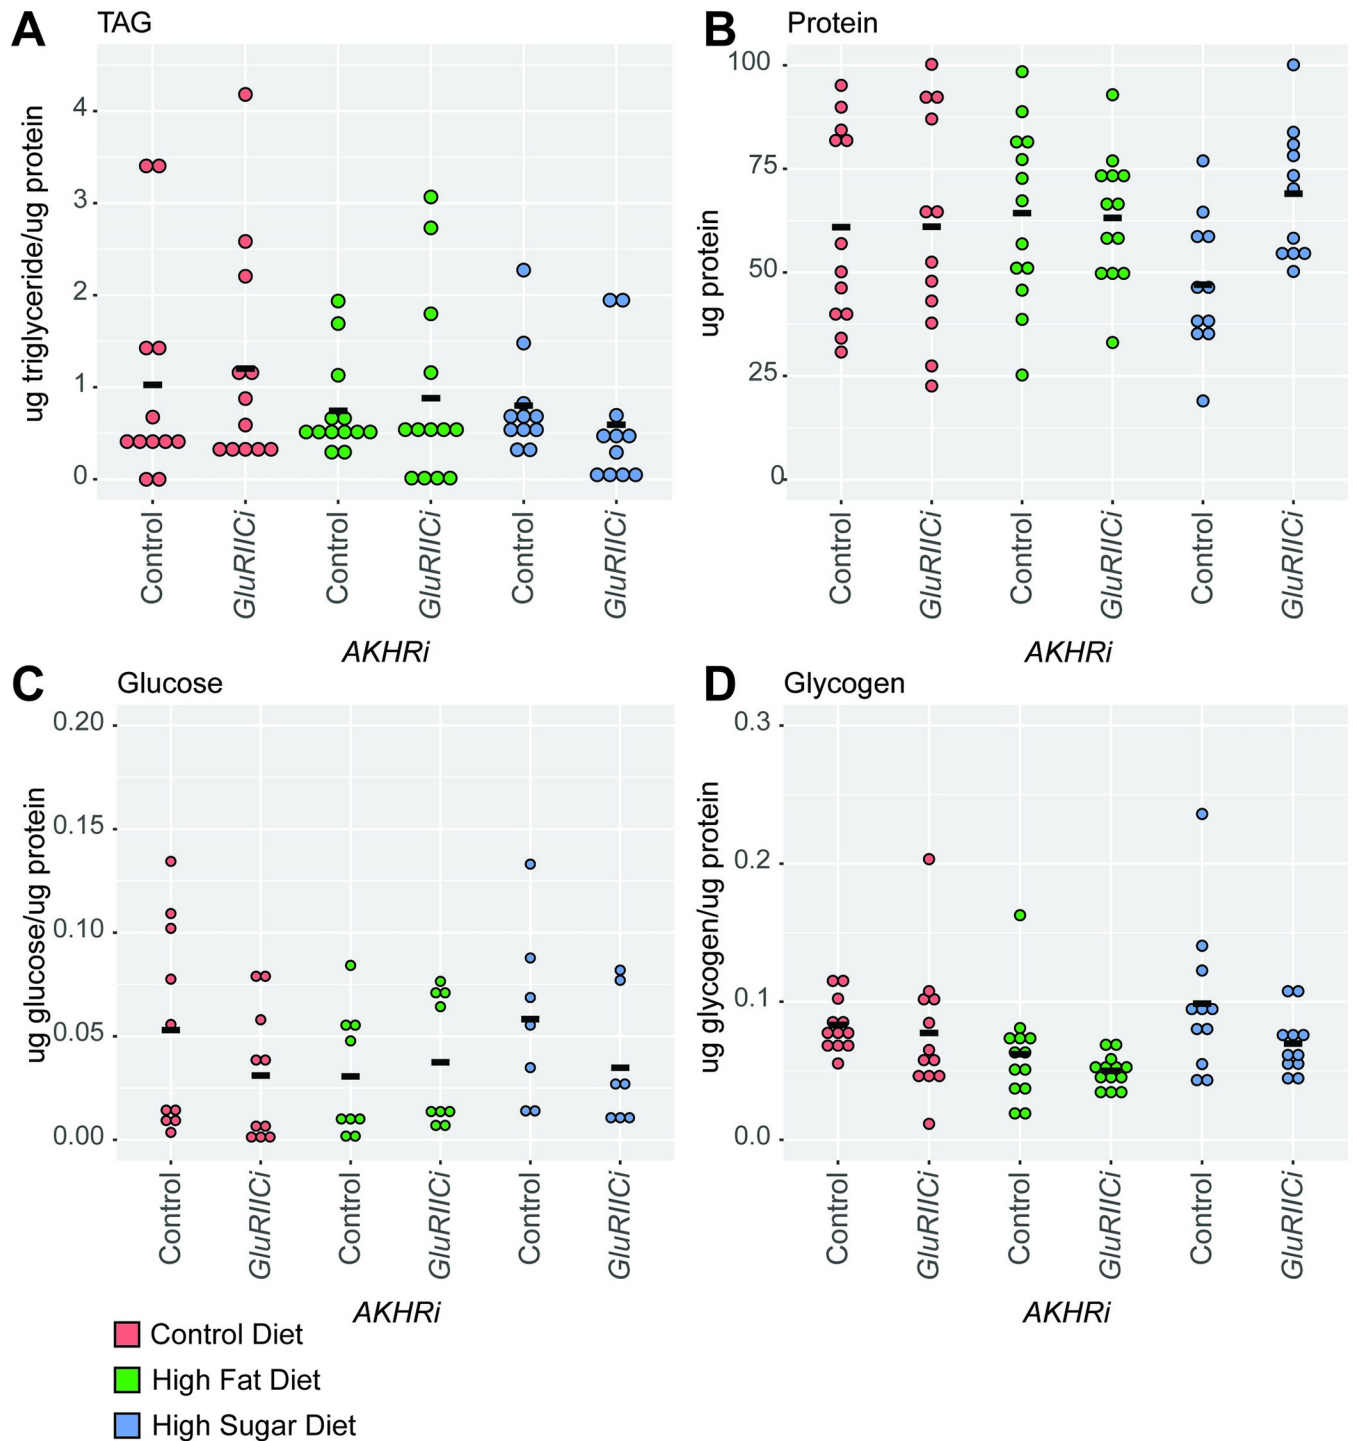 A TAG
ug triglyceride/ug protein
4
3
2
1
0
Control GluRIICi Control GluRIICi Control GluRIICi
AKHRi
B Protein
ug protein
100
75
50
25
0
Control GluRIICi Control GluRIICi Control GluRIICi
AKHRi
C Glucose
ug glucose/ug protein
0.20
0.15
0.10
0.05
0.00
Control GluRIICi Control GluRIICi Control GluRIICi
AKHRi
D Glycogen
ug glycogen/ug protein
0.3
0.2
0.1
0.0
Control GluRIICi Control GluRIICi Control GluRIICi
AKHRi
Control Diet
High Fat Diet
High Sugar Diet